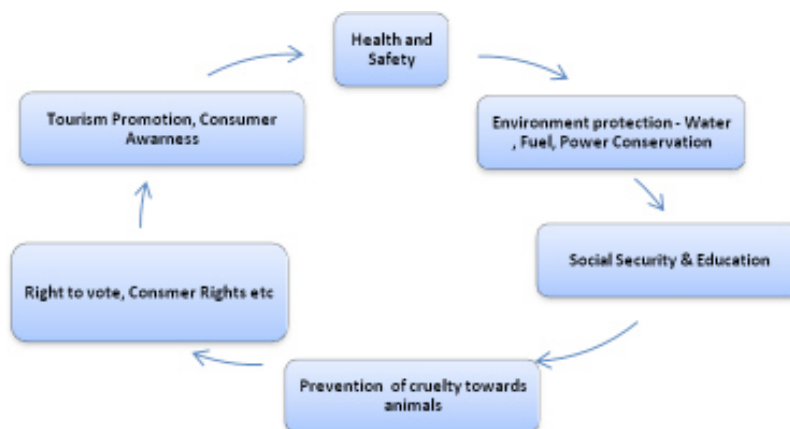 Health and
Safety
Environment protection - Water
, Fuel, Power Conservation
Social Security & Education
Prevention of cruelty towards
animals
Right to vote, Consmer Rights etc
Tourism Promotion, Consumer
Awarness